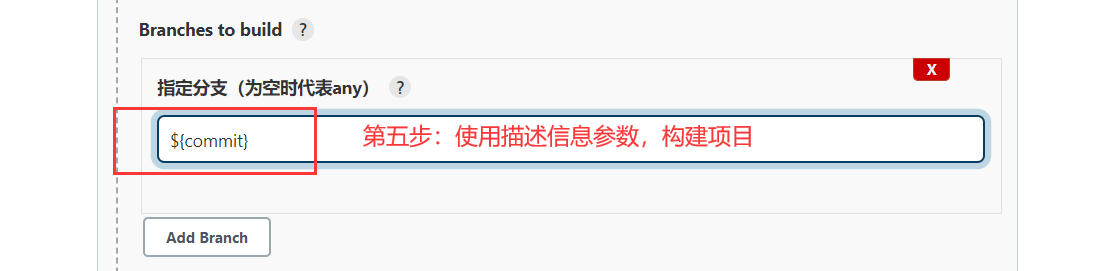 Branches to build ?
X
指定分支（为空时代表any） ?
${commit} 第五步：使用描述信息参数，构建项目
Add Branch